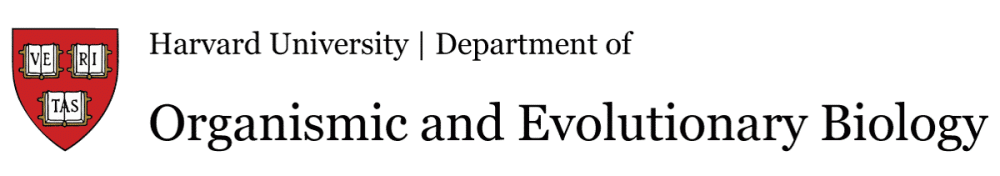 VE RI
TAS
Harvard University | Department of
Organismic and Evolutionary Biology